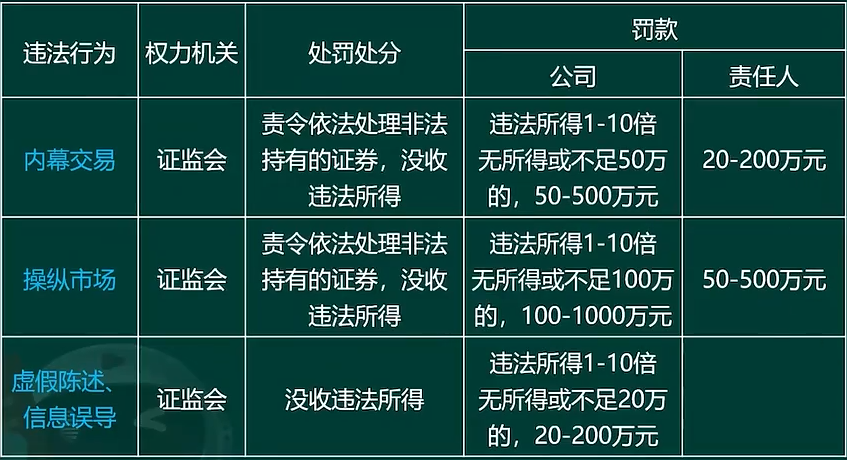 违法行为
权力机关
处罚处分
罚款
公司
责任人
内幕交易
证监会
责令依法处理非法
持有的证券，没收
违法所得
违法所得1-10倍
无所得或不足50万
的，50-500万元
20-200万元
操纵市场
证监会
责令依法处理非法
持有的证券，没收
违法所得
违法所得1-10倍
无所得或不足100万
的，100-1000万元
50-500万元
虚假陈述、
信息误导
证监会
没收违法所得
违法所得1-10倍
无所得或不足20万
的，20-200万元